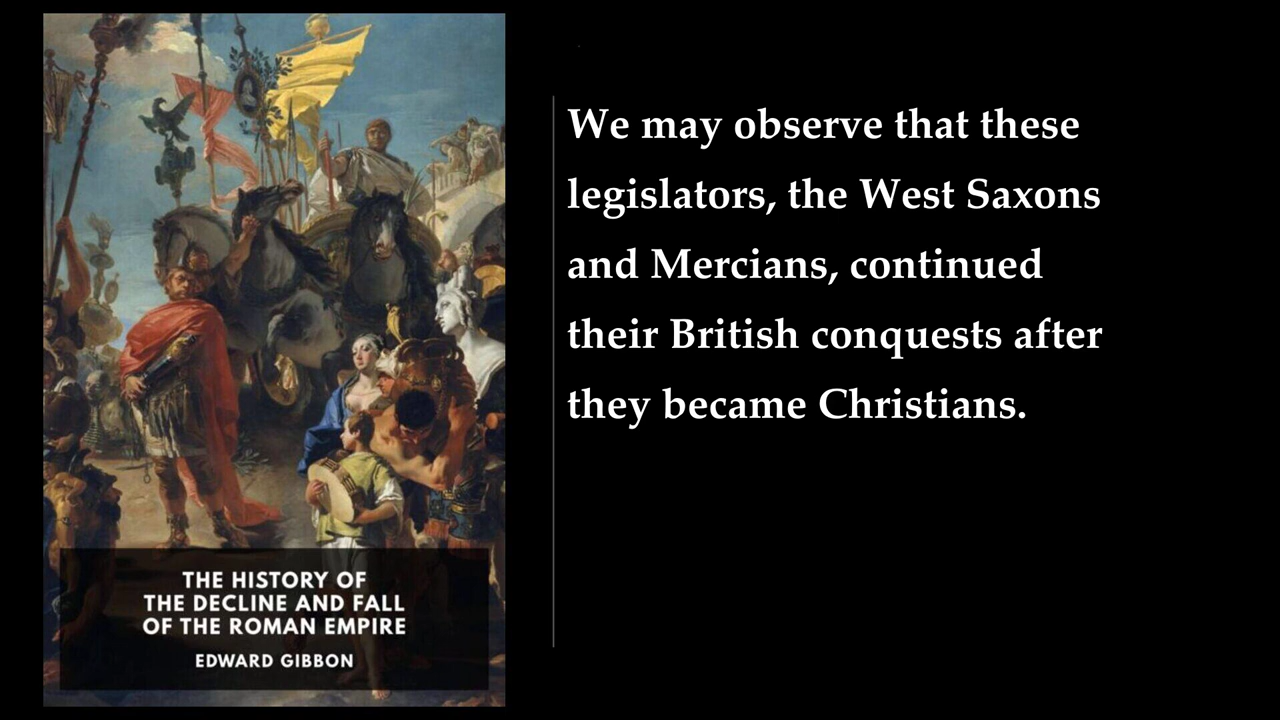 We may observe that these
legislators, the West Saxons
and Mercians, continued
their British conquests after
they became Christians.
THE HISTORY OF
THE DECLINE AND FALL
OF THE ROMAN EMPIRE
EDWARD GIBBON